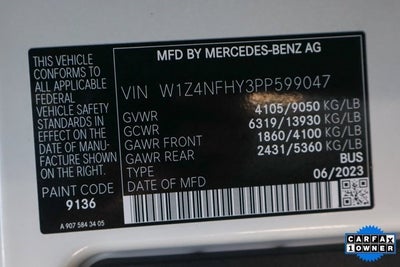 MFD BY MERCEDES-BENZ AG
THIS VEHICLE
CONFORMS TO
ALL APPLICABLE
FEDERAL MOTOR
VEHICLE SAFETY
STANDARDS IN
EFFECT ON THE
DATE OF MANU-
FACTURE SHOWN
ON THE RIGHT.
PAINT CODE
9136
A 907 584 34 05
VIN W1Z4NFHY3PP599047
GVWR 4105/9050 KG/LB
GCWR 6319/13930 KG/LB
GAWR FRONT 1860/4100 KG/LB
GAWR REAR 2431/5360 KG/LB
TYPE BUS
DATE OF MFD 06/2023
CARFAX
1 OWNER